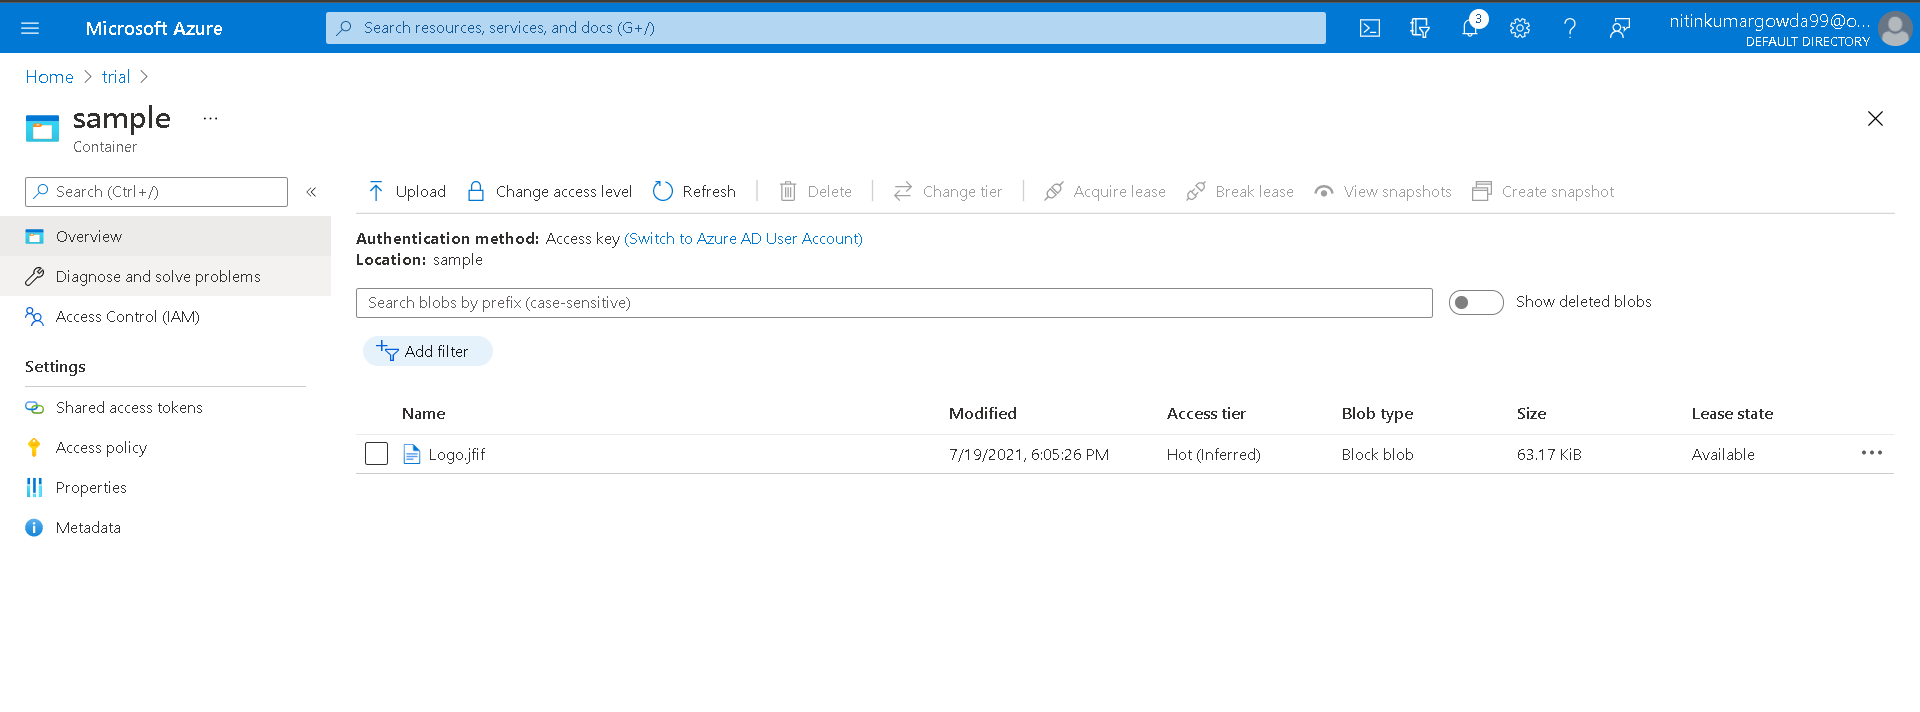 Microsoft Azure
Search resources, services, and docs (G+/)
3
nitinkumargowda99@o...
DEFAULT DIRECTORY
Home > trial >
sample ...
Container
Search (Ctrl+/) «
Overview
Diagnose and solve problems
Access Control (IAM)
Settings
Shared access tokens
Access policy
Properties
Metadata
Upload Change access level Refresh Delete Change tier Acquire lease Break lease View snapshots Create snapshot
Authentication method: Access key (Switch to Azure AD User Account)
Location: sample
Search blobs by prefix (case-sensitive) Show deleted blobs
Add filter
Name Modified Access tier Blob type Size Lease state
Logo.jfif 7/19/2021, 6:05:26 PM Hot (Inferred) Block blob 63.17 KiB Available ...